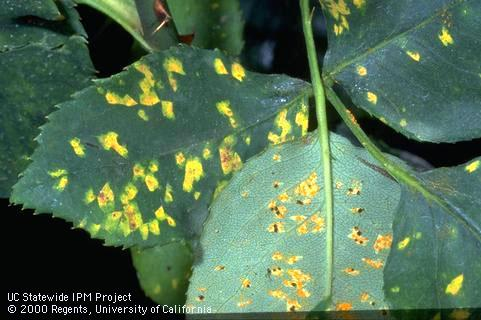 UC Statewide IPM Project
© 2000 Regents, University of California